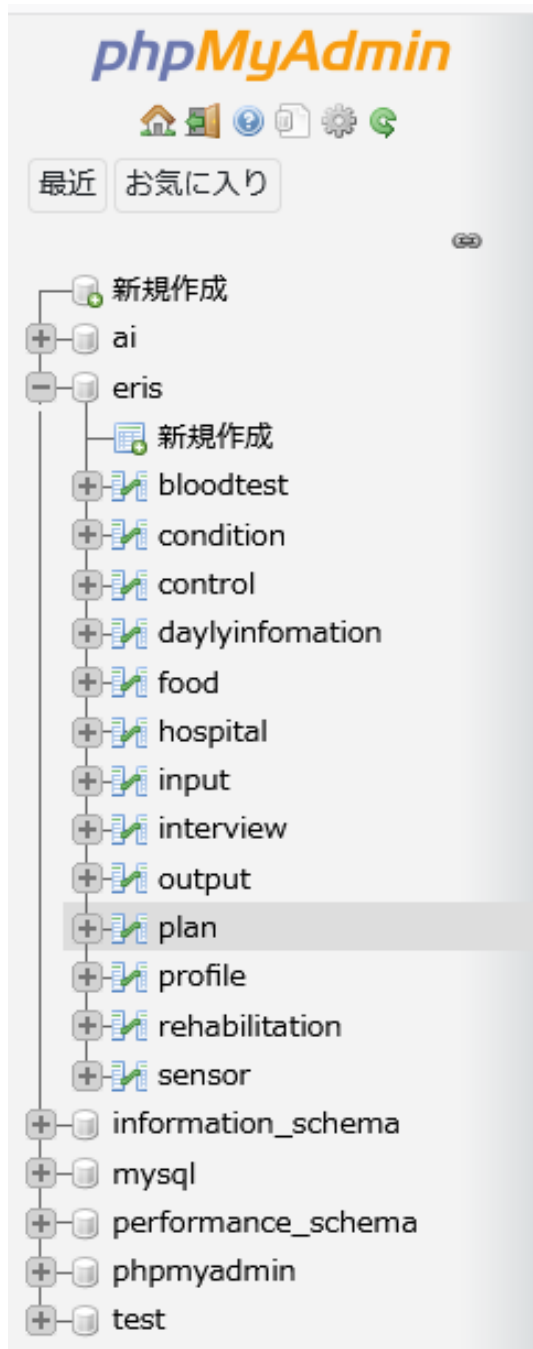 phpMyAdmin
最近 お気に入り
新規作成
ai
eris
新規作成
bloodtest
condition
control
daylyinfomation
food
hospital
input
interview
output
plan
profile
rehabilitation
sensor
information_schema
mysql
performance_schema
phpmyadmin
test